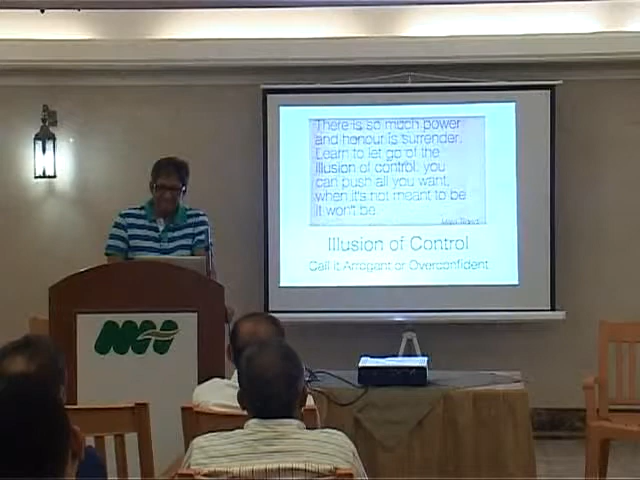 There is so much power
and honour is surrender.
Learn to let go of the
illusion of control. you
can push all you want,
when it's not meant to be
it won't be.
Illusion of Control
Call it Arrogant or Overconfident